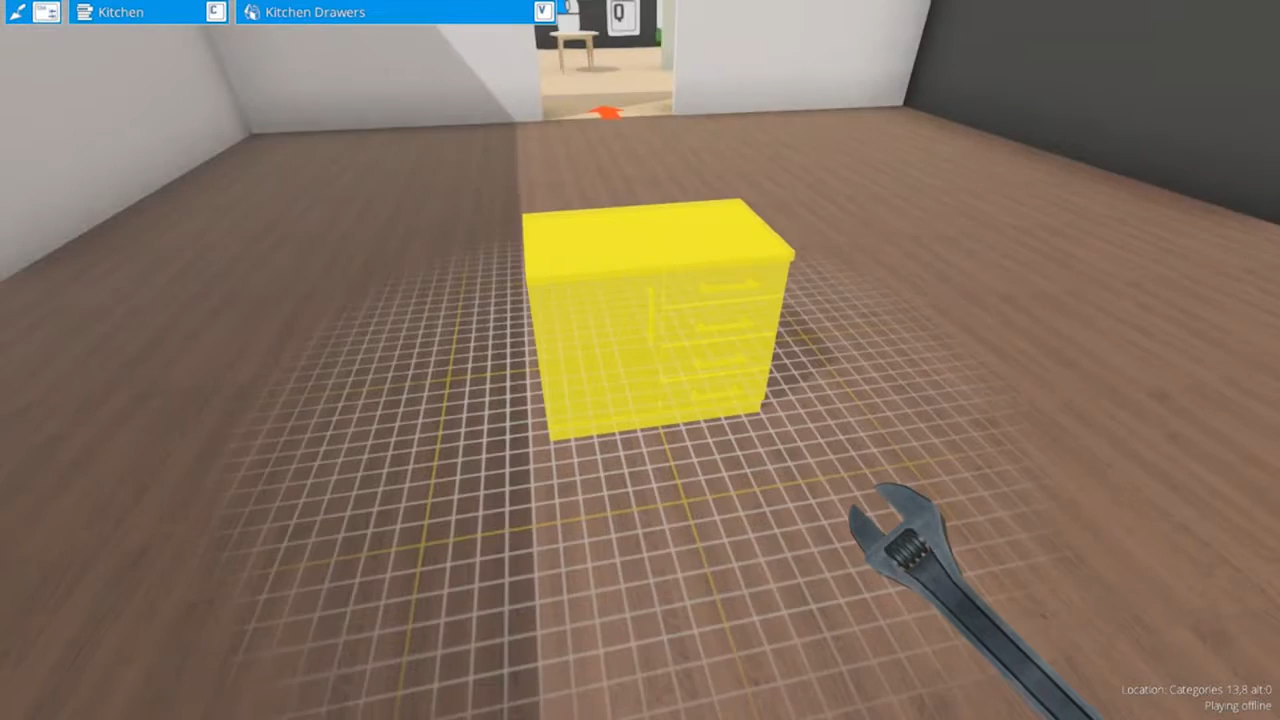 Kitchen C Kitchen Drawers V
Q
Location: Categories 13,8 alt:0
Playing offline